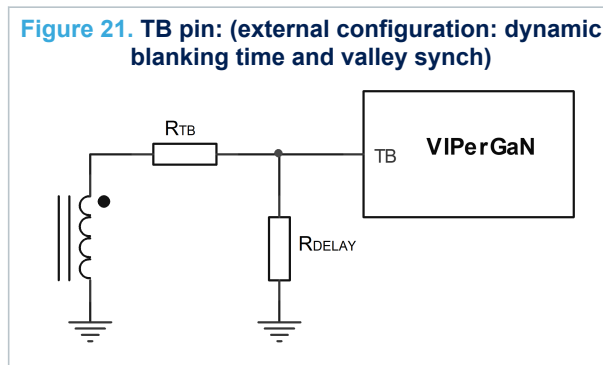 Figure 21. TB pin: (external configuration: dynamic
blanking time and valley synch)
RTB
TB
VIPerGaN
RDELAY